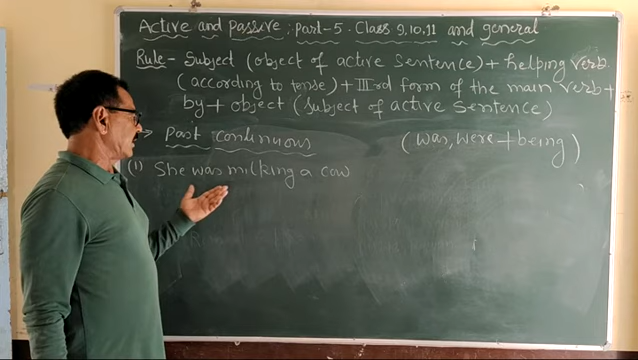 Active and Passive: Part-5. Class 9,10,11 and general
Rule - Subject (object of active Sentence) + helping verb
(according to tense) + IIIrd form of the main verb +
by + object (Subject of active Sentence)
→ Past continuous (was, were + being)
(1) She was milking a cow